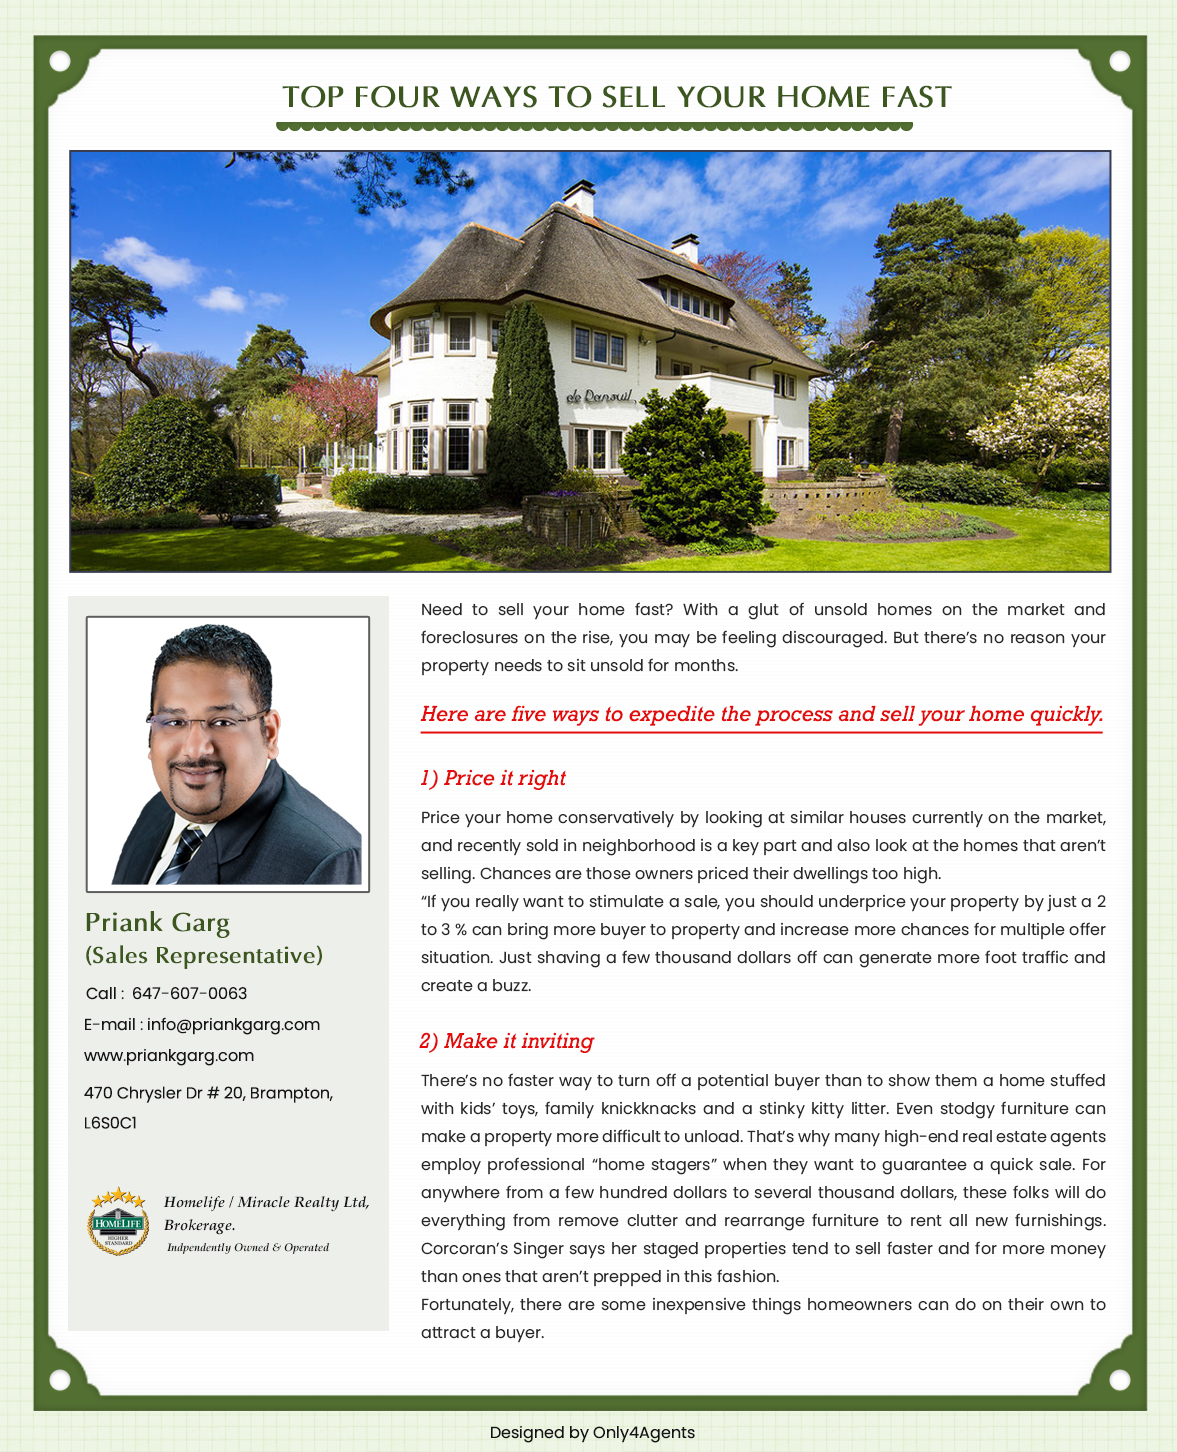 TOP FOUR WAYS TO SELL YOUR HOME FAST
de Ranouil
Need to sell your home fast? With a glut of unsold homes on the market and
foreclosures on the rise, you may be feeling discouraged. But there’s no reason your
property needs to sit unsold for months.
Here are five ways to expedite the process and sell your home quickly.
1) Price it right
Price your home conservatively by looking at similar houses currently on the market,
and recently sold in neighborhood is a key part and also look at the homes that aren’t
selling. Chances are those owners priced their dwellings too high.
“If you really want to stimulate a sale, you should underprice your property by just a 2
to 3 % can bring more buyer to property and increase more chances for multiple offer
situation. Just shaving a few thousand dollars off can generate more foot traffic and
create a buzz.
2) Make it inviting
There’s no faster way to turn off a potential buyer than to show them a home stuffed
with kids’ toys, family knickknacks and a stinky kitty litter. Even stodgy furniture can
make a property more difficult to unload. That’s why many high-end real estate agents
employ professional “home stagers” when they want to guarantee a quick sale. For
anywhere from a few hundred dollars to several thousand dollars, these folks will do
everything from remove clutter and rearrange furniture to rent all new furnishings.
Corcoran’s Singer says her staged properties tend to sell faster and for more money
than ones that aren’t prepped in this fashion.
Fortunately, there are some inexpensive things homeowners can do on their own to
attract a buyer.
Priank Garg
(Sales Representative)
Call : 647-607-0063
E-mail : info@priankgarg.com
www.priankgarg.com
470 Chrysler Dr # 20, Brampton,
L6S0C1
HOMELIFE
HIGHER
STANDARD
Homelife / Miracle Realty Ltd,
Brokerage.
Indpendently Owned & Operated
Designed by Only4Agents